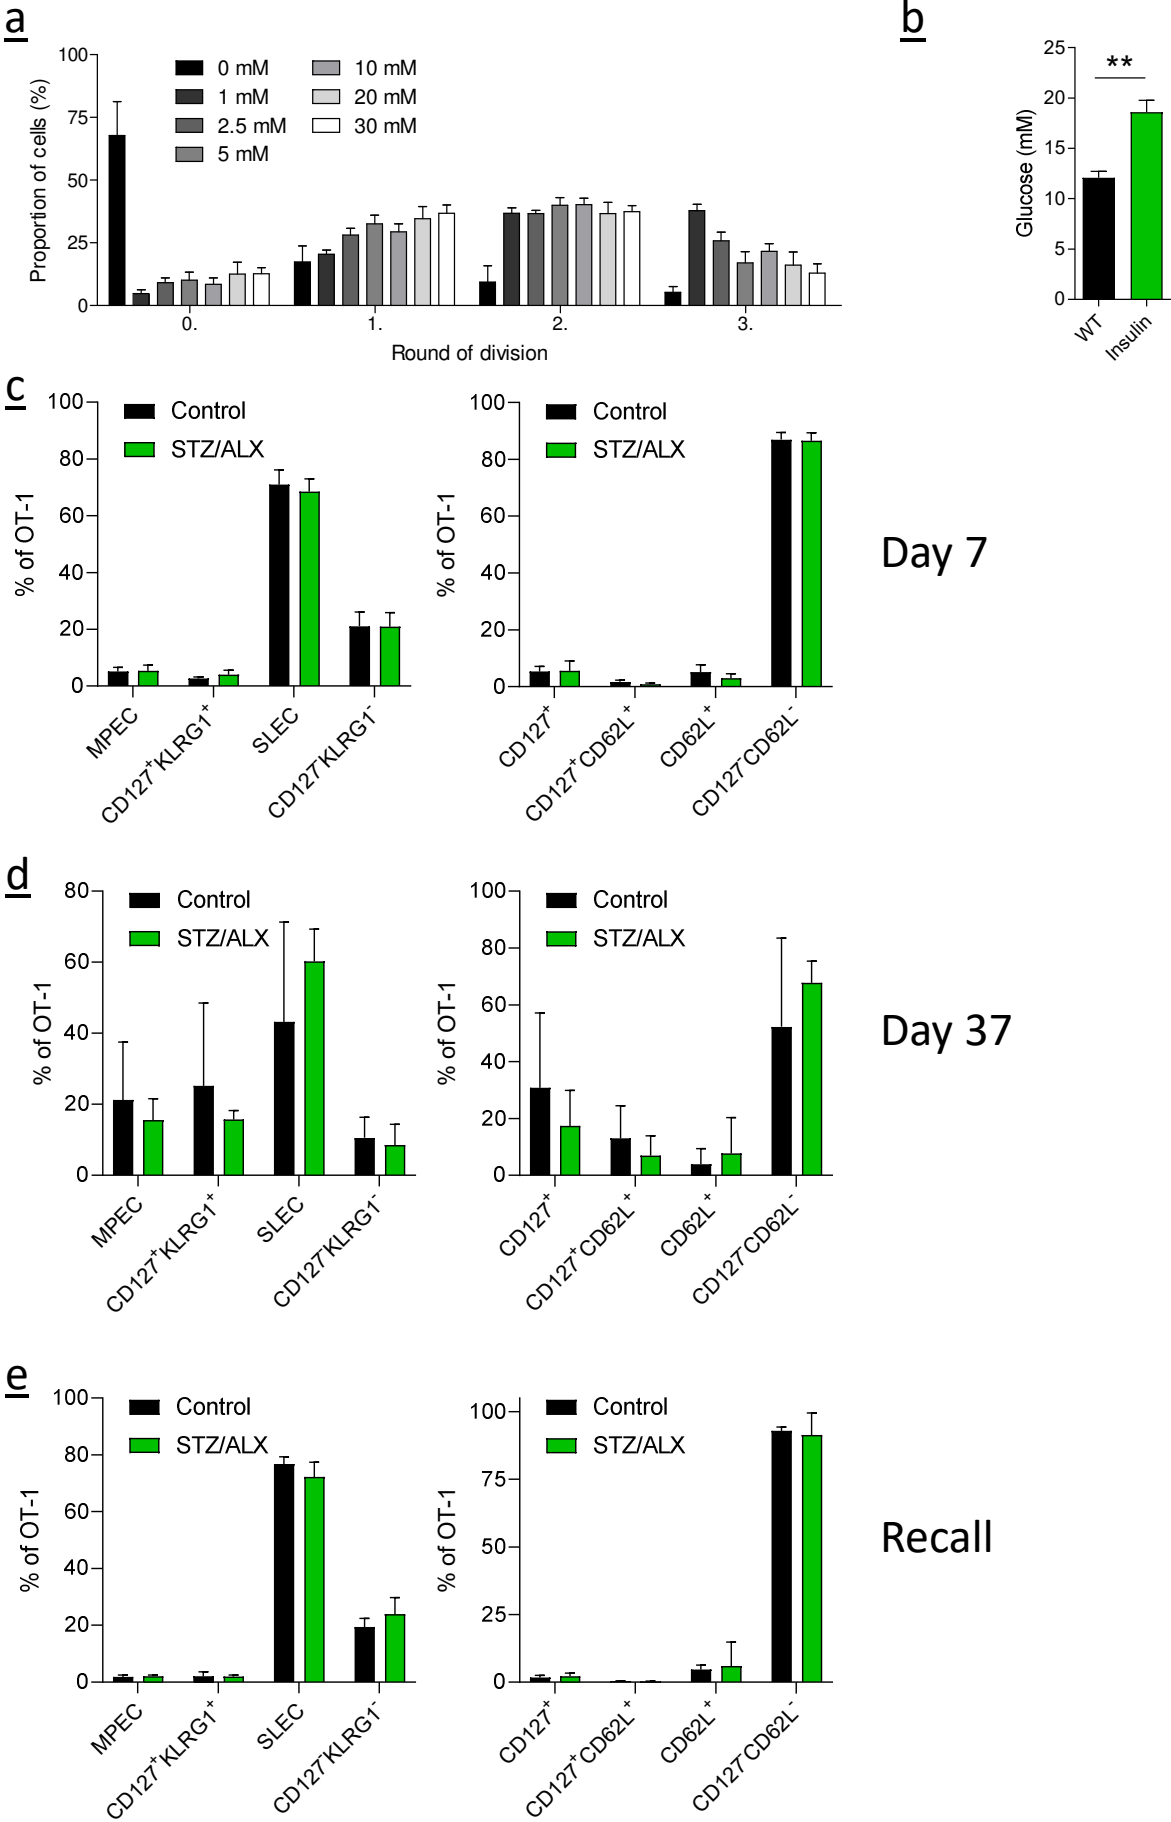 a
100
75
50
25
0
Proportion of cells (%)
0 mM
1 mM
2.5 mM
5 mM
10 mM
20 mM
30 mM
0.
1.
2.
3.
Round of division
b
25
20
15
10
5
0
Glucose (mM)
**
WT
Insulin
c
100
80
60
40
20
0
% of OT-1
Control
STZ/ALX
MPEC
CD127⁺KLRG1⁺
SLEC
CD127⁻KLRG1⁻
100
80
60
40
20
0
% of OT-1
Control
STZ/ALX
CD127⁺
CD127⁺CD62L⁺
CD62L⁺
CD127⁻CD62L⁻
Day 7
d
80
60
40
20
0
% of OT-1
Control
STZ/ALX
MPEC
CD127⁺KLRG1⁺
SLEC
CD127⁻KLRG1⁻
100
80
60
40
20
0
% of OT-1
Control
STZ/ALX
CD127⁺
CD127⁺CD62L⁺
CD62L⁺
CD127⁻CD62L⁻
Day 37
e
100
80
60
40
20
0
% of OT-1
Control
STZ/ALX
MPEC
CD127⁺KLRG1⁺
SLEC
CD127⁻KLRG1⁻
100
75
50
25
0
% of OT-1
Control
STZ/ALX
CD127⁺
CD127⁺CD62L⁺
CD62L⁺
CD127⁻CD62L⁻
Recall